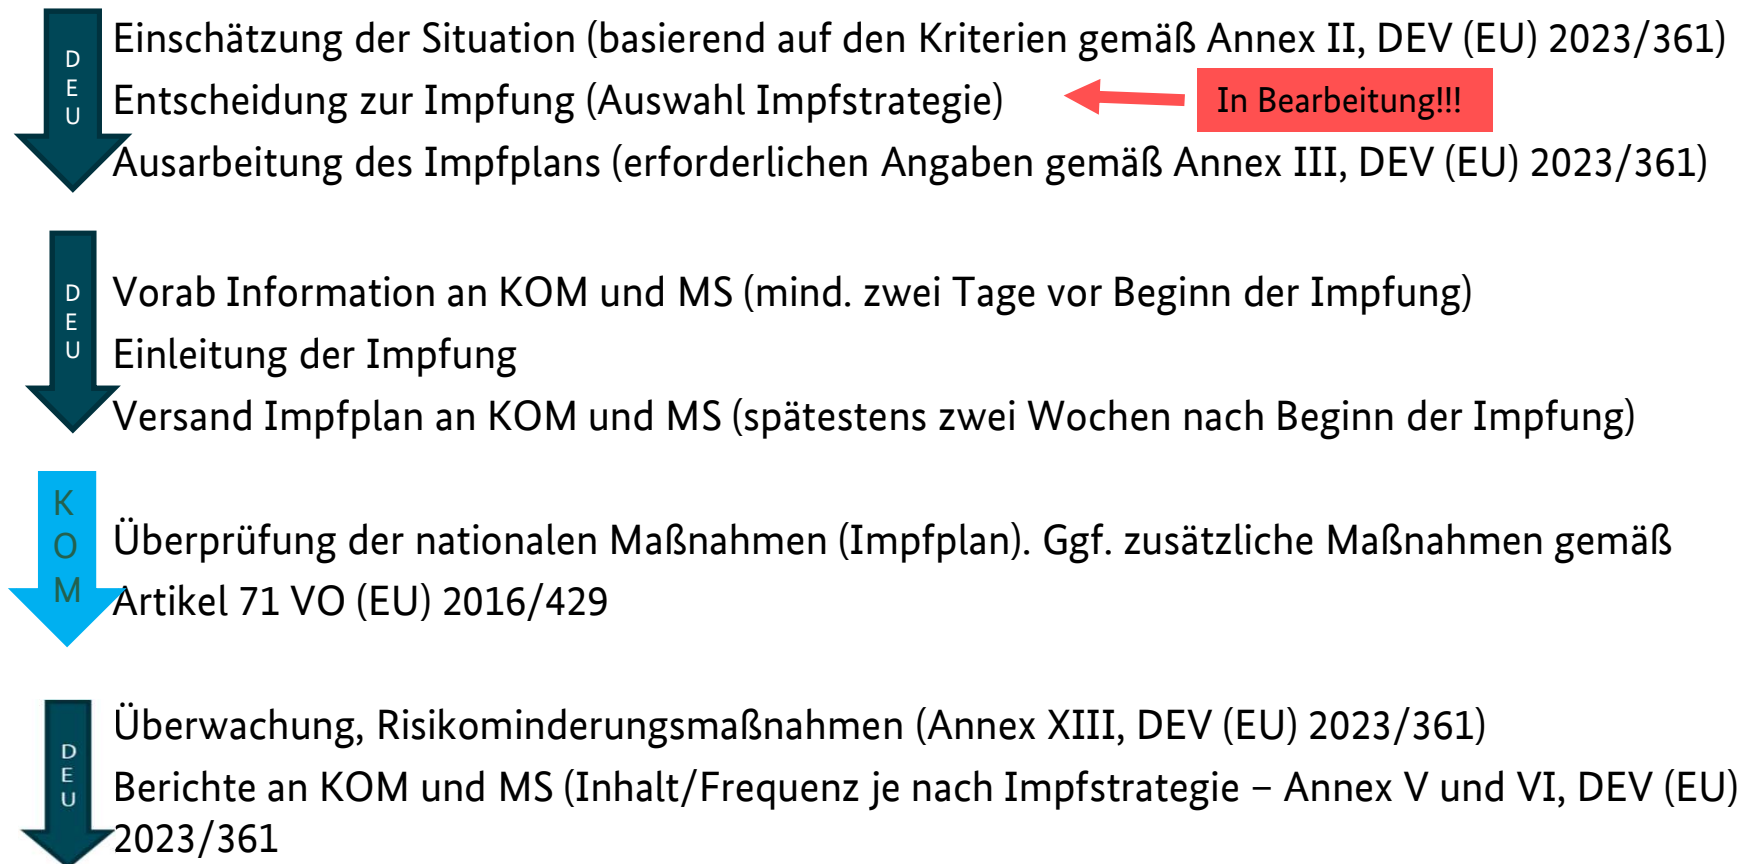 DEU
Einschätzung der Situation (basierend auf den Kriterien gemäß Annex II, DEV (EU) 2023/361)
Entscheidung zur Impfung (Auswahl Impfstrategie)
In Bearbeitung!!!
Ausarbeitung des Impfplans (erforderlichen Angaben gemäß Annex III, DEV (EU) 2023/361)
DEU
Vorab Information an KOM und MS (mind. zwei Tage vor Beginn der Impfung)
Einleitung der Impfung
Versand Impfplan an KOM und MS (spätestens zwei Wochen nach Beginn der Impfung)
KOM
Überprüfung der nationalen Maßnahmen (Impfplan). Ggf. zusätzliche Maßnahmen gemäß
Artikel 71 VO (EU) 2016/429
DEU
Überwachung, Risikominderungsmaßnahmen (Annex XIII, DEV (EU) 2023/361)
Berichte an KOM und MS (Inhalt/Frequenz je nach Impfstrategie – Annex V und VI, DEV (EU)
2023/361